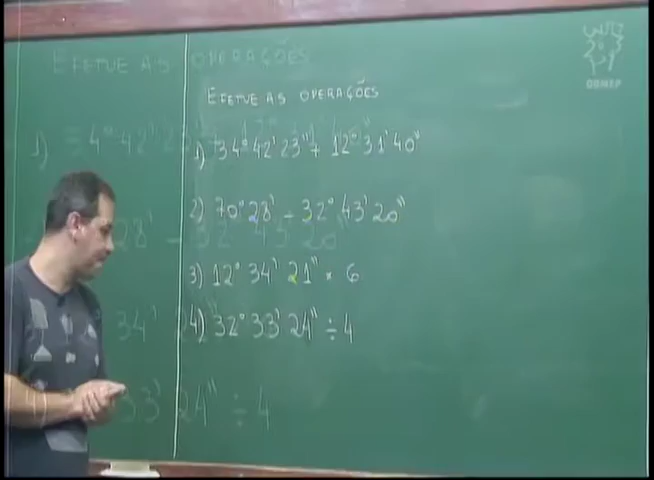 EFETUE AS OPERAÇÕES
1) 34° 42' 23" + 12° 31' 40"
2) 70° 28' - 32° 43' 20"
3) 12° 34' 21" × 6
4) 32° 33' 24" ÷ 4
OBMEP